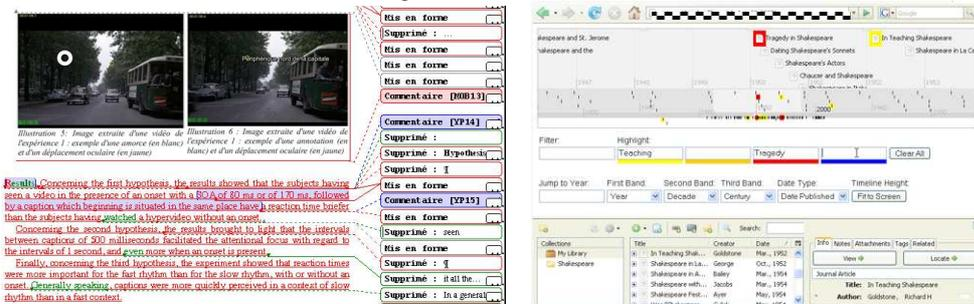 Périphérique de la capitale
Illustration 5: Image extraite d'une vidéo de
l'expérience 1 : exemple d'une amorce (en blanc)
et d'un déplacement oculaire (en jaune)
Illustration 6 : Image extraite d'une vidéo de
l'expérience 1 : exemple d'une annotation (en
blanc) et d'un déplacement oculaire (en jaune)
Results Concerning the first hypothesis, the results showed that the subjects having
seen a video in the presence of an onset with a SOA of 80 ms or of 170 ms, followed
by a caption which beginning is situated in the same place have a reaction time briefer
than the subjects having watched a hypervideo without an onset.
Concerning the second hypothesis, the results brought to light that the intervals
between captions of 500 milliseconds facilitated the attentional focus with regard to
the intervals of 1 second, and even more when an onset is present.
Finally, concerning the third hypothesis, the experiment showed that reaction times
were more important for the fast rhythm than for the slow rhythm, with or without an
onset. Generally speaking, captions were more quickly perceived in a context of slow
rhythm than in a fast context.
Mis en forme
Supprimé : ...
Mis en forme
Mis en forme
Mis en forme
Commentaire [MOB13]
Commentaire [YP14]
Supprimé :
Supprimé : Hypothesis
Supprimé : ¶
Mis en forme
Commentaire [YP15]
Supprimé : seen
Mis en forme
Supprimé : ¶
Supprimé : it all the...
Supprimé : In a general
Google
akespeare and St. Jerome
Tragedy in Shakespeare
In Teaching Shakespeare
hakespeare and the
Dating Shakespeare's Sonnets
Shakespeare in La
Shakespeare's Actors
Chaucer and Shakespeare
2000
Filter:
Highlight:
Teaching
Tragedy
Clear All
Jump to Year:
First Band:
Second Band:
Third Band:
Date Type:
Timeline Height:
Year
Decade
Century
Date Published
Fit to Screen
Search:
Collections
My Library
Shakespeare
Title
Creator
Date
In Teaching Shak...
Goldstone
Mar., 1952
Shakespeare in La...
George
Oct., 1952
Shakespeare in A...
Bailey
Mar., 1954
Shakespeare with...
Jacobs
Mar., 1954
Shakespeare Fest...
Ayer
May, 1954
Info
Notes
Attachments
Tags
Related
View
Locate
Journal Article
Title: In Teaching Shakespeare
Author: Goldstone, Richard H